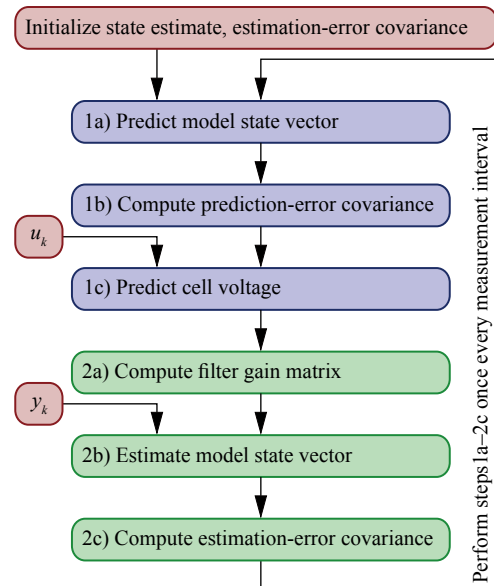 Initialize state estimate, estimation-error covariance
1a) Predict model state vector
1b) Compute prediction-error covariance
u_k
1c) Predict cell voltage
2a) Compute filter gain matrix
y_k
2b) Estimate model state vector
2c) Compute estimation-error covariance
Perform steps 1a–2c once every measurement interval